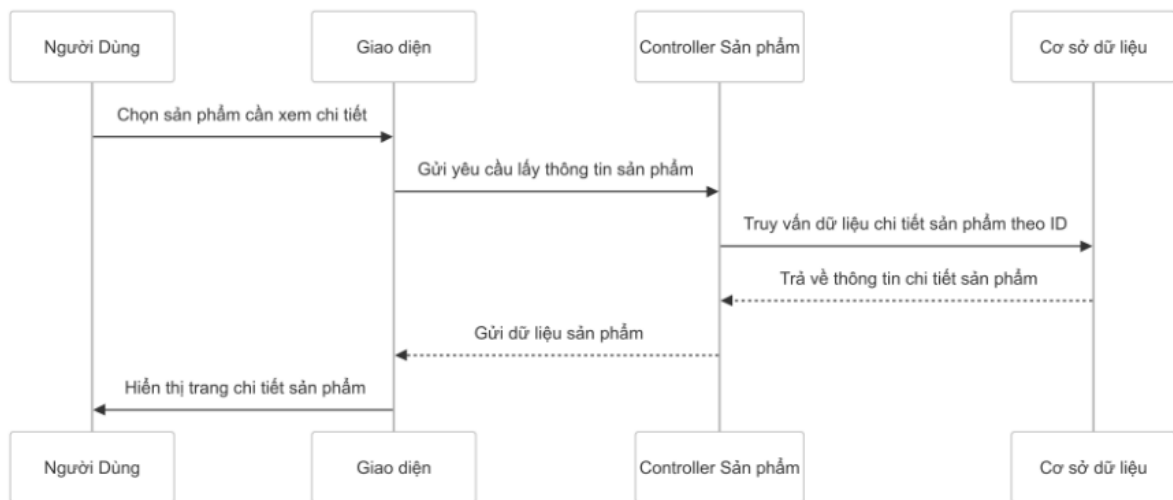 Người Dùng
Giao diện
Controller Sản phẩm
Cơ sở dữ liệu
Chọn sản phẩm cần xem chi tiết
Gửi yêu cầu lấy thông tin sản phẩm
Truy vấn dữ liệu chi tiết sản phẩm theo ID
Trả về thông tin chi tiết sản phẩm
Gửi dữ liệu sản phẩm
Hiển thị trang chi tiết sản phẩm
Người Dùng
Giao diện
Controller Sản phẩm
Cơ sở dữ liệu